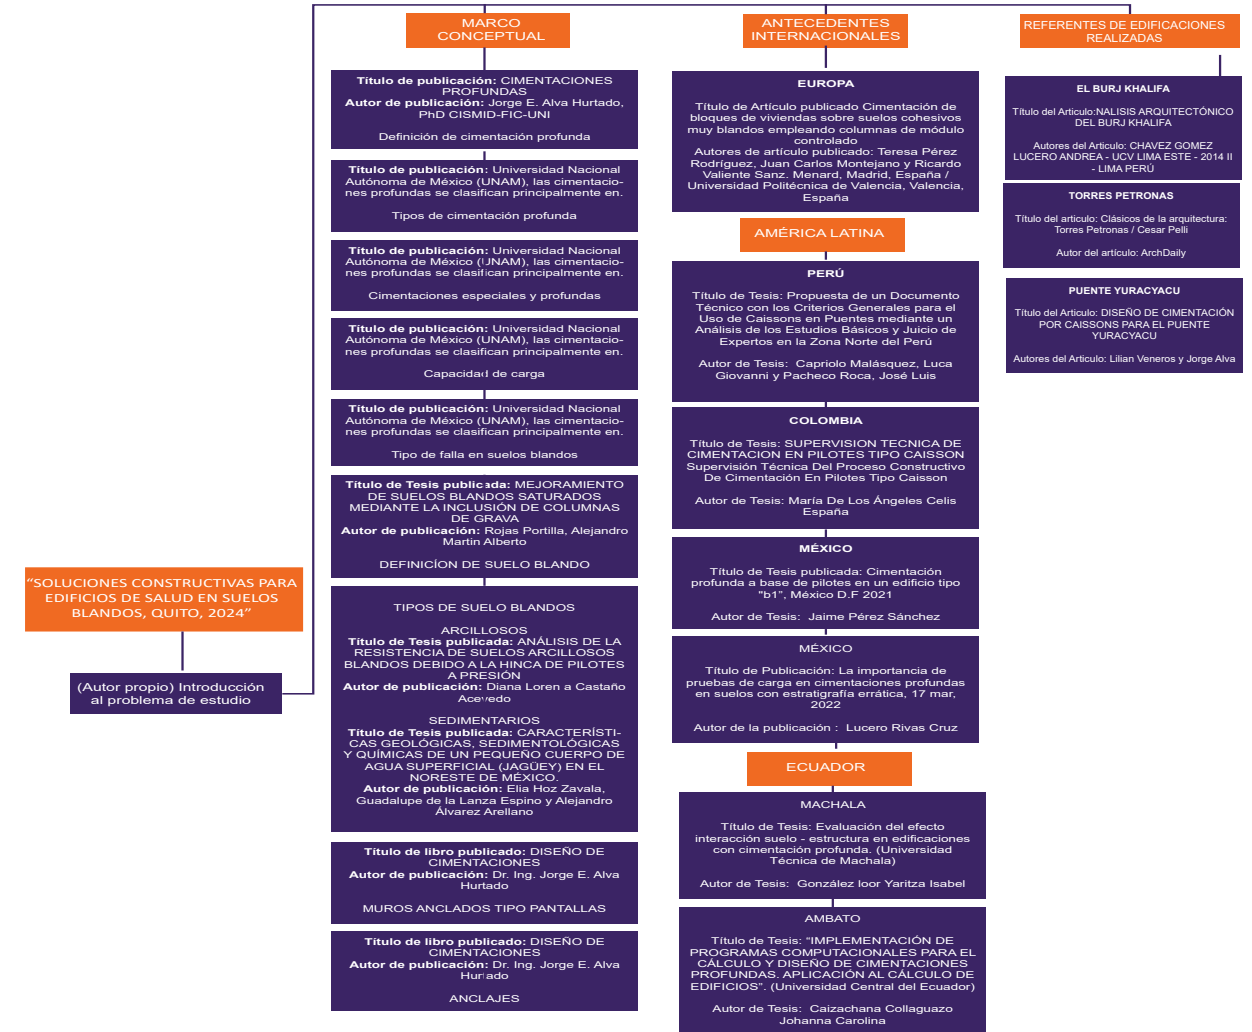 "SOLUCIONES CONSTRUCTIVAS PARA
EDIFICIOS DE SALUD EN SUELOS
BLANDOS, QUITO, 2024"
(Autor propio) Introducción
al problema de estudio
MARCO
CONCEPTUAL
Título de publicación: CIMENTACIONES
PROFUNDAS
Autor de publicación: Jorge E. Alva Hurtado,
PhD CISMID-FIC-UNI
Definición de cimentación profunda
Título de publicación: Universidad Nacional
Autónoma de México (UNAM), las cimentacio-
nes profundas se clasifican principalmente en.
Tipos de cimentación profunda
Título de publicación: Universidad Nacional
Autónoma de México (UNAM), las cimentacio-
nes profundas se clasifican principalmente en.
Cimentaciones especiales y profundas
Título de publicación: Universidad Nacional
Autónoma de México (UNAM), las cimentacio-
nes profundas se clasifican principalmente en.
Capacidad de carga
Título de publicación: Universidad Nacional
Autónoma de México (UNAM), las cimentacio-
nes profundas se clasifican principalmente en.
Tipo de falla en suelos blandos
Título de Tesis publicada: MEJORAMIENTO
DE SUELOS BLANDOS SATURADOS
MEDIANTE LA INCLUSIÓN DE COLUMNAS
DE GRAVA
Autor de publicación: Rojas Portilla, Alejandro
Martín Alberto
DEFINICÍON DE SUELO BLANDO
TIPOS DE SUELO BLANDOS
ARCILLOSOS
Título de Tesis publicada: ANÁLISIS DE LA
RESISTENCIA DE SUELOS ARCILLOSOS
BLANDOS DEBIDO A LA HINCA DE PILOTES
A PRESIÓN
Autor de publicación: Diana Loren a Castaño
Acevedo
SEDIMENTARIOS
Título de Tesis publicada: CARACTERÍSTI-
CAS GEOLÓGICAS, SEDIMENTOLÓGICAS
Y QUÍMICAS DE UN PEQUEÑO CUERPO DE
AGUA SUPERFICIAL (JAGÜEY) EN EL
NORESTE DE MÉXICO.
Autor de publicación: Elia Hoz Zavala,
Guadalupe de la Lanza Espino y Alejandro
Álvarez Arellano
Título de libro publicado: DISEÑO DE
CIMENTACIONES
Autor de publicación: Dr. Ing. Jorge E. Alva
Hurtado
MUROS ANCLADOS TIPO PANTALLAS
Título de libro publicado: DISEÑO DE
CIMENTACIONES
Autor de publicación: Dr. Ing. Jorge E. Alva
Hurtado
ANCLAJES
ANTECEDENTES
INTERNACIONALES
EUROPA
Título de Artículo publicado Cimentación de
bloques de viviendas sobre suelos cohesivos
muy blandos empleando columnas de módulo
controlado
Autores de artículo publicado: Teresa Pérez
Rodríguez, Juan Carlos Montejano y Ricardo
Valiente Sanz. Menard, Madrid, España /
Universidad Politécnica de Valencia, Valencia,
España
AMÉRICA LATINA
PERÚ
Título de Tesis: Propuesta de un Documento
Técnico con los Criterios Generales para el
Uso de Caissons en Puentes mediante un
Análisis de los Estudios Básicos y Juicio de
Expertos en la Zona Norte del Perú
Autor de Tesis: Capriolo Malásquez, Luca
Giovanni y Pacheco Roca, José Luis
COLOMBIA
Título de Tesis: SUPERVISION TECNICA DE
CIMENTACION EN PILOTES TIPO CAISSON
Supervisión Técnica Del Proceso Constructivo
De Cimentación En Pilotes Tipo Caisson
Autor de Tesis: María De Los Ángeles Celis
España
MÉXICO
Título de Tesis publicada: Cimentación
profunda a base de pilotes en un edificio tipo
"b1", México D.F 2021
Autor de Tesis: Jaime Pérez Sánchez
MÉXICO
Título de Publicación: La importancia de
pruebas de carga en cimentaciones profundas
en suelos con estratigrafía errática, 17 mar,
2022
Autor de la publicación : Lucero Rivas Cruz
ECUADOR
MACHALA
Título de Tesis: Evaluación del efecto
interacción suelo - estructura en edificaciones
con cimentación profunda. (Universidad
Técnica de Machala)
Autor de Tesis: González loor Yaritza Isabel
AMBATO
Título de Tesis: "IMPLEMENTACIÓN DE
PROGRAMAS COMPUTACIONALES PARA EL
CÁLCULO Y DISEÑO DE CIMENTACIONES
PROFUNDAS. APLICACIÓN AL CÁLCULO DE
EDIFICIOS". (Universidad Central del Ecuador)
Autor de Tesis: Caizachana Collaguazo
Johanna Carolina
REFERENTES DE EDIFICACIONES
REALIZADAS
EL BURJ KHALIFA
Título del Articulo:NALISIS ARQUITECTÓNICO
DEL BURJ KHALIFA
Autores del Articulo: CHAVEZ GOMEZ
LUCERO ANDREA - UCV LIMA ESTE - 2014 II
- LIMA PERÚ
TORRES PETRONAS
Título del articulo: Clásicos de la arquitectura:
Torres Petronas / Cesar Pelli
Autor del artículo: ArchDaily
PUENTE YURACYACU
Título del Articulo: DISEÑO DE CIMENTACIÓN
POR CAISSONS PARA EL PUENTE
YURACYACU
Autores del Articulo: Lilian Veneros y Jorge Alva